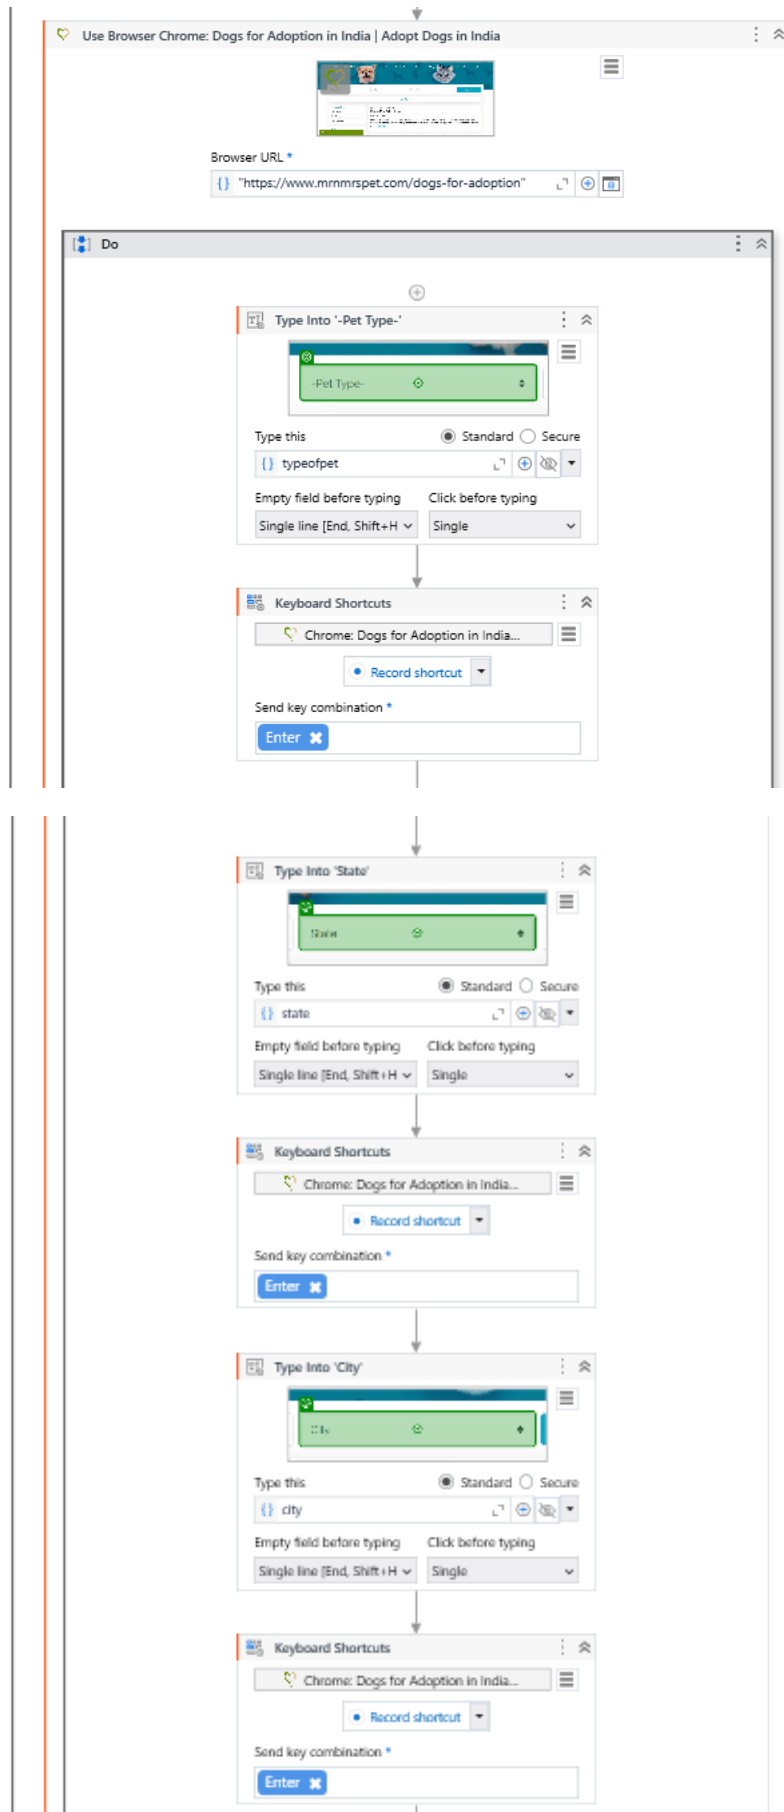 Use Browser Chrome: Dogs for Adoption in India | Adopt Dogs in India
Browser URL *
"https://www.mrnmrspet.com/dogs-for-adoption"
Do
Type Into '-Pet Type-'
-Pet Type-
Type this Standard Secure
typeofpet
Empty field before typing Click before typing
Single line [End, Shift+H Single
Keyboard Shortcuts
Chrome: Dogs for Adoption in India...
Record shortcut
Send key combination *
Enter
Type Into 'State'
State
Type this Standard Secure
state
Empty field before typing Click before typing
Single line [End, Shift+H Single
Keyboard Shortcuts
Chrome: Dogs for Adoption in India...
Record shortcut
Send key combination *
Enter
Type Into 'City'
Type this Standard Secure
city
Empty field before typing Click before typing
Single line [End, Shift+H Single
Keyboard Shortcuts
Chrome: Dogs for Adoption in India...
Record shortcut
Send key combination *
Enter